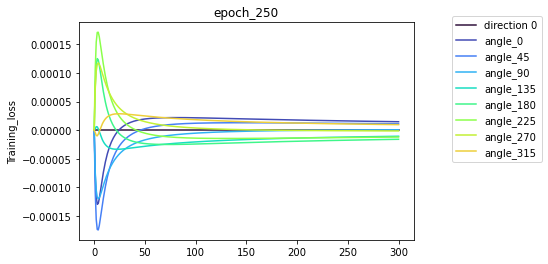 epoch_250
direction 0
angle_0
angle_45
angle_90
angle_135
angle_180
angle_225
angle_270
angle_315
Training_loss
0.00015
0.00010
0.00005
0.00000
−0.00005
−0.00010
−0.00015
0 50 100 150 200 250 300